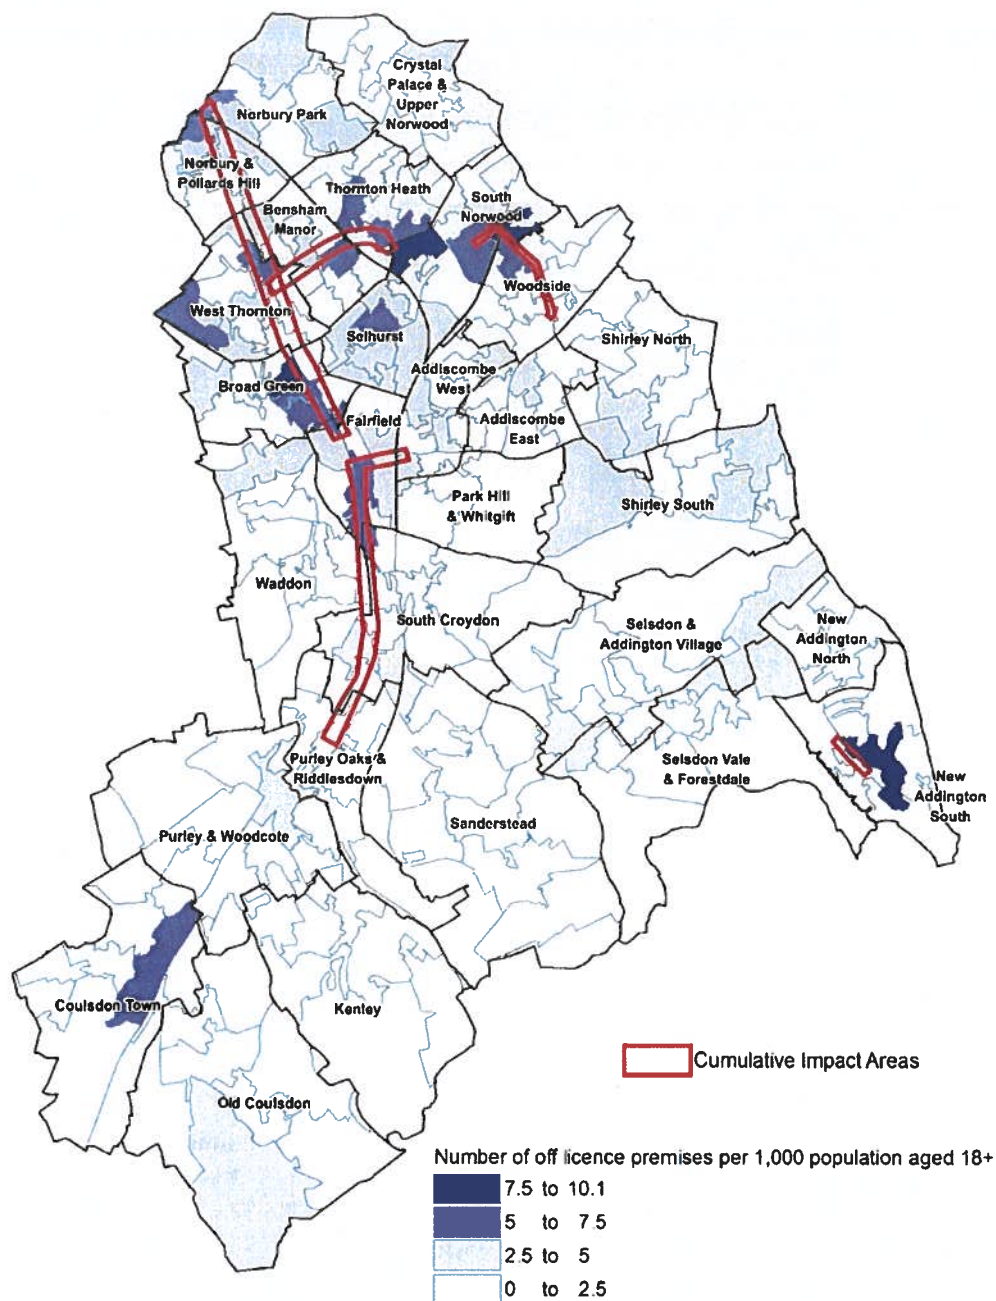 Crystal
Palace &
Upper
Norwood
Norbury Park
Norbury &
Pollards Hill
Thornton Heath
South
Norwood
Bensham
Manor
Woodside
West Thornton
Selhurst
Shirley North
Addiscombe
West
Broad Green
Fairfield
Addiscombe
East
Park Hill
& Whitgift
Shirley South
Waddon
South Croydon
Selsdon &
Addington Village
New
Addington
North
Purley Oaks &
Riddlesdown
Selsdon Vale
& Forestdale
New
Addington
South
Sanderstead
Purley & Woodcote
Coulsdon Town
Kenley
Old Coulsdon
Cumulative Impact Areas
Number of off licence premises per 1,000 population aged 18+
7.5 to 10.1
5 to 7.5
2.5 to 5
0 to 2.5